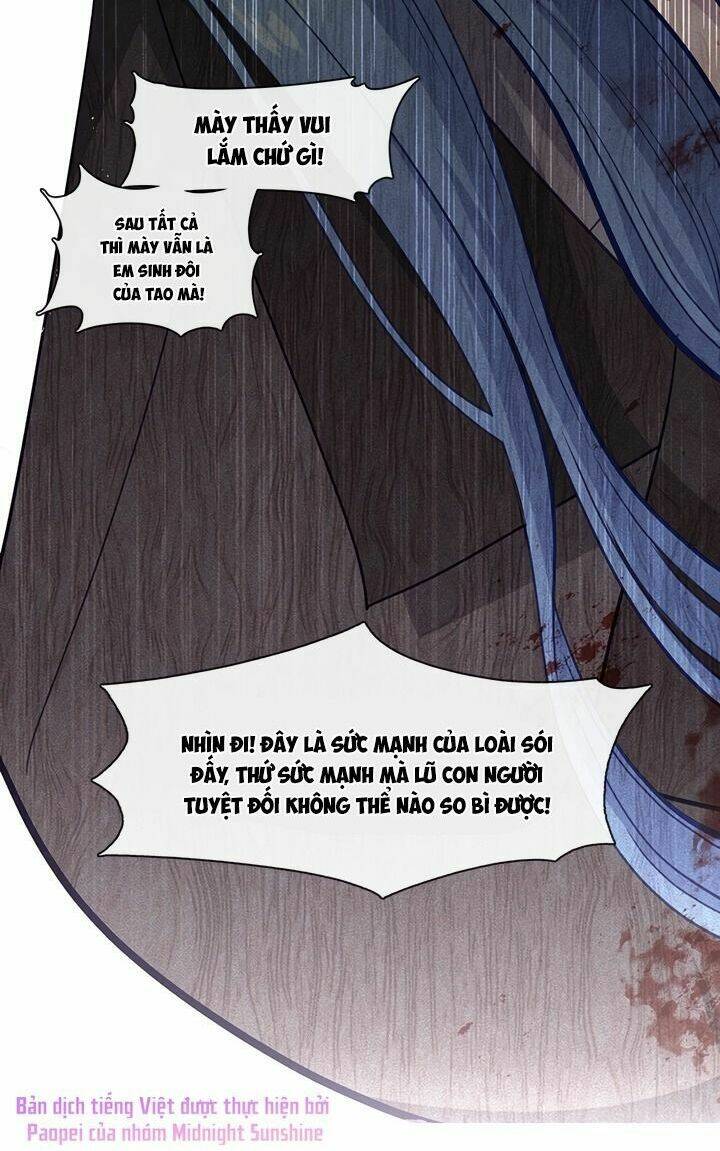 MÀY THẤY VUI
LẮM CHỨ GÌ!
SAU TẤT CẢ
THÌ MÀY VẪN LÀ
EM SINH ĐÔI
CỦA TAO MÀ!
NHÌN ĐI! ĐÂY LÀ SỨC MẠNH CỦA LOÀI SÓI
ĐẤY, THỨ SỨC MẠNH MÀ LŨ CON NGƯỜI
TUYỆT ĐỐI KHÔNG THỂ NÀO SO BÌ ĐƯỢC!
Bản dịch tiếng Việt được thực hiện bởi
Paopei của nhóm Midnight Sunshine